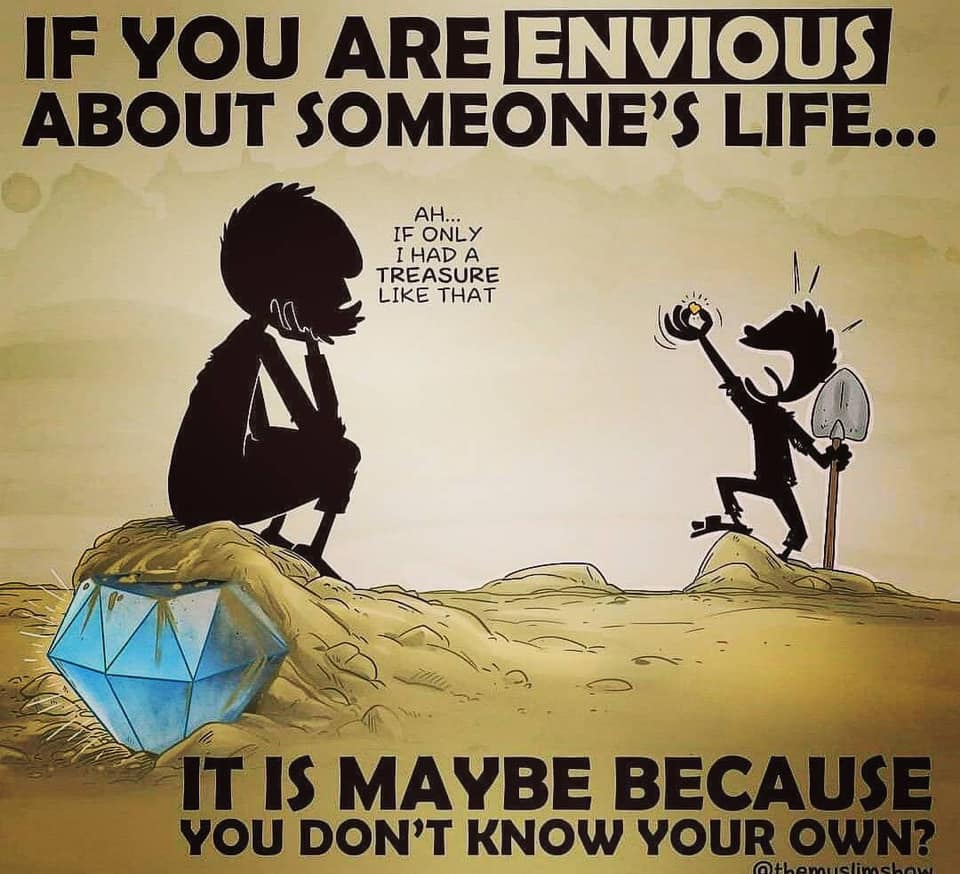 IF YOU ARE ENVIOUS
ABOUT SOMEONE'S LIFE...
AH...
IF ONLY
I HAD A
TREASURE
LIKE THAT
IT IS MAYBE BECAUSE
YOU DON'T KNOW YOUR OWN?
@themuslimshow